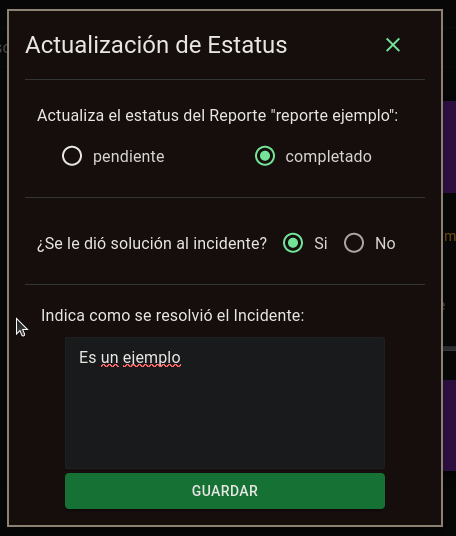 Actualización de Estatus
Actualiza el estatus del Reporte "reporte ejemplo":
pendiente completado
¿Se le dió solución al incidente? Si No
Indica como se resolvió el Incidente:
Es un ejemplo
GUARDAR